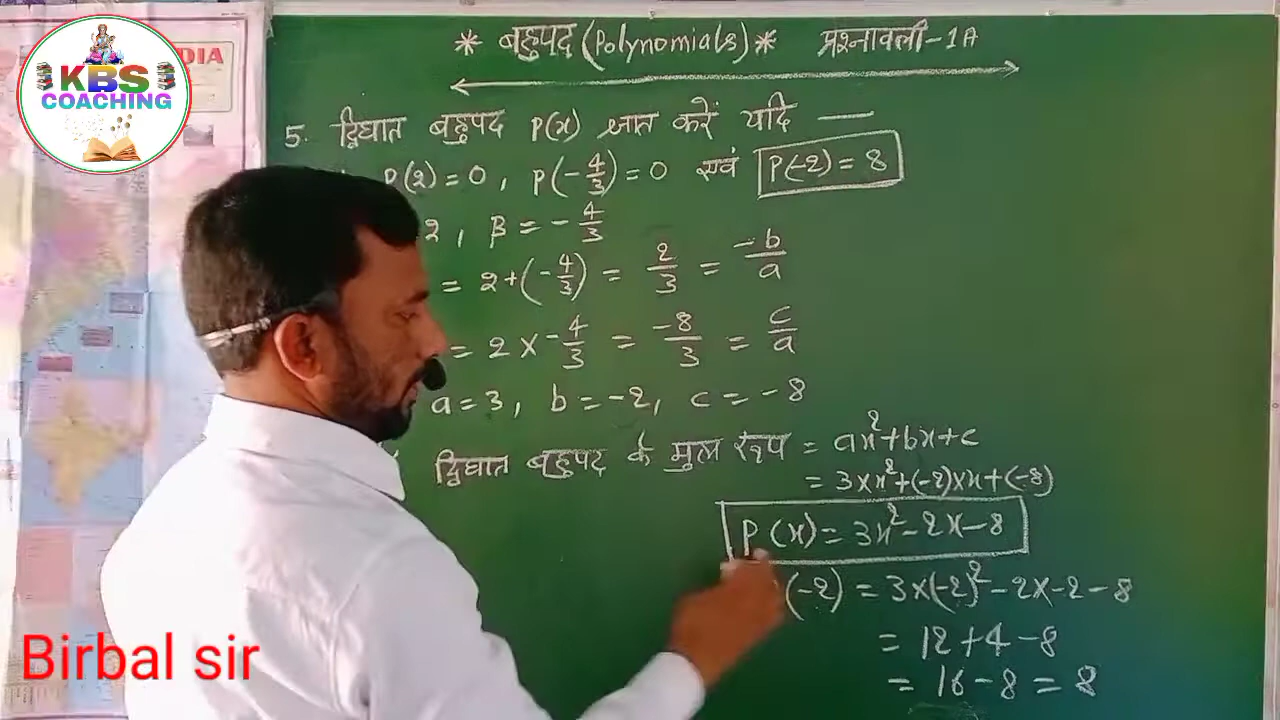 * बहुपद (Polynomials) * प्रश्नावली-1A
5. द्विघात बहुपद P(x) ज्ञात करें यदि —
P(2) = 0, P(-4/3) = 0 एवं P(-2) = 8
2, β = -4/3
= 2+(-4/3) = 2/3 = -b/a
= 2 × -4/3 = -8/3 = c/a
a = 3, b = -2, c = -8
द्विघात बहुपद के मुल रूप = ax²+bx+c
= 3×x²+(-2)×x+(-8)
P(x) = 3x²-2x-8
(-2) = 3×(-2)²-2×-2-8
= 12+4-8
= 16-8 = 8
KBS
COACHING
DIA
Birbal sir